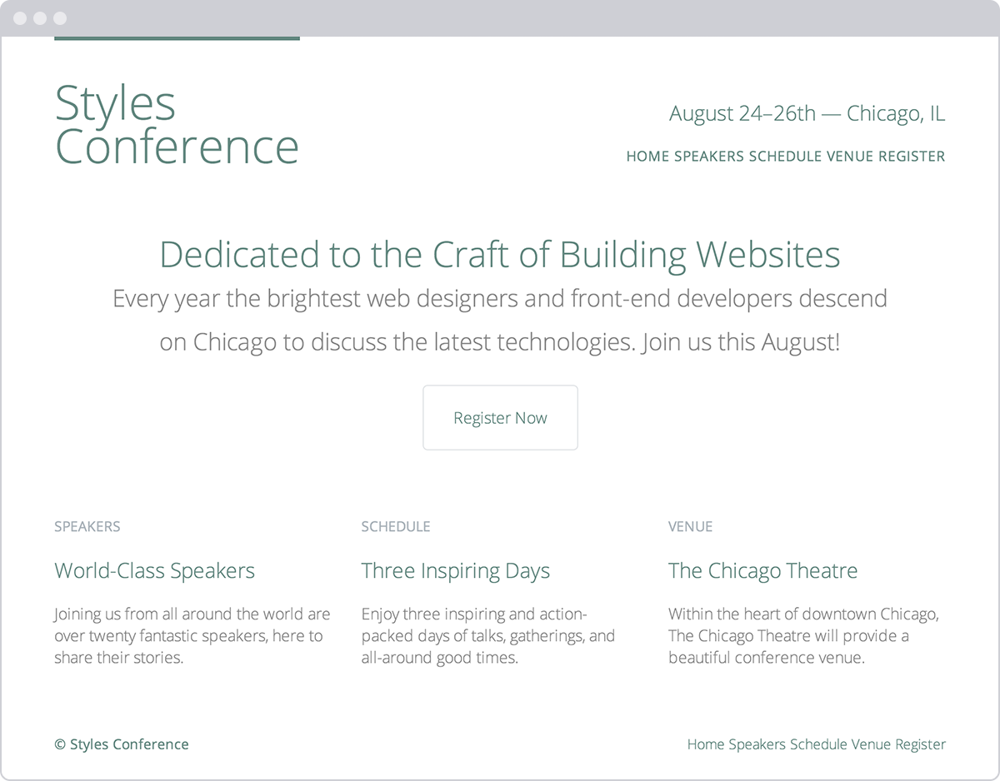 Styles
Conference
August 24–26th — Chicago, IL
HOME SPEAKERS SCHEDULE VENUE REGISTER
Dedicated to the Craft of Building Websites
Every year the brightest web designers and front-end developers descend
on Chicago to discuss the latest technologies. Join us this August!
Register Now
SPEAKERS
World-Class Speakers
Joining us from all around the world are
over twenty fantastic speakers, here to
share their stories.
SCHEDULE
Three Inspiring Days
Enjoy three inspiring and action-
packed days of talks, gatherings, and
all-around good times.
VENUE
The Chicago Theatre
Within the heart of downtown Chicago,
The Chicago Theatre will provide a
beautiful conference venue.
© Styles Conference
Home Speakers Schedule Venue Register